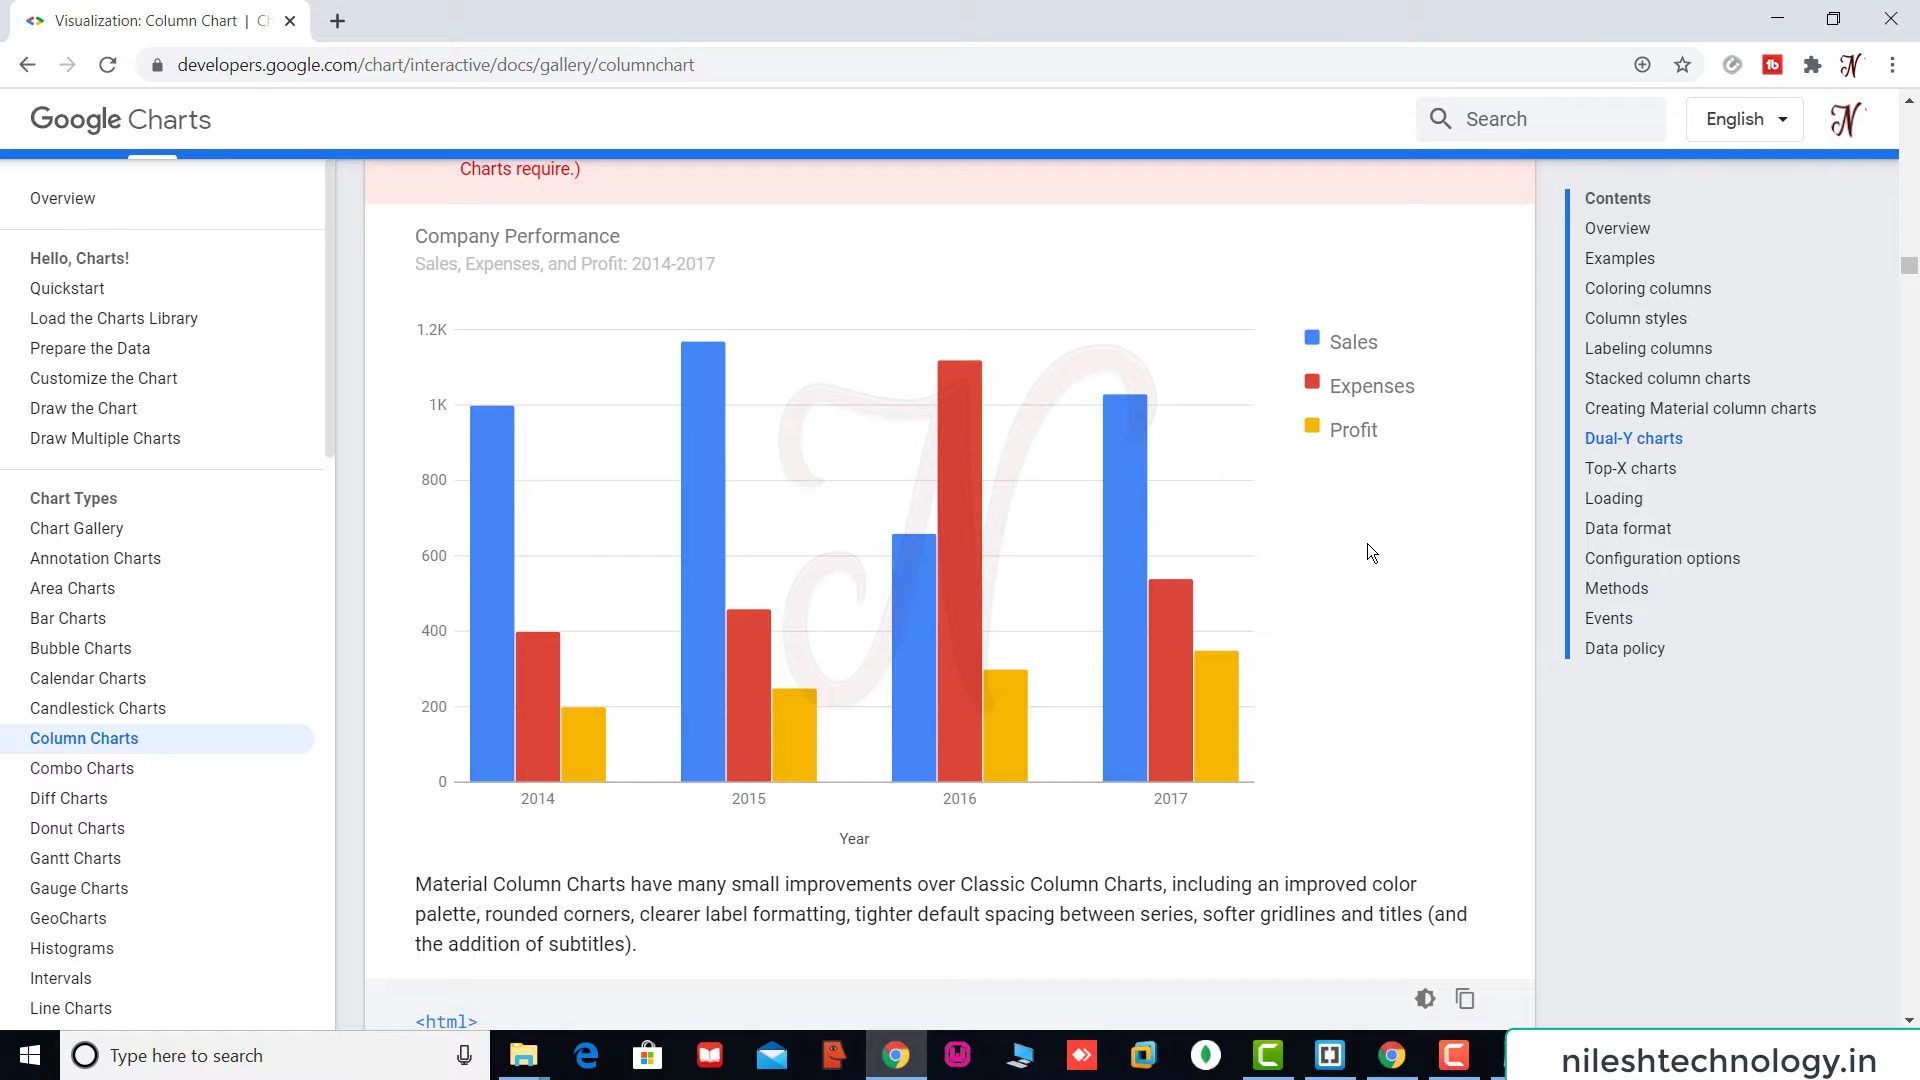 Visualization: Column Chart | Ch
developers.google.com/chart/interactive/docs/gallery/columnchart
Google Charts
Search
English
Charts require.)
Overview
Hello, Charts!
Quickstart
Load the Charts Library
Prepare the Data
Customize the Chart
Draw the Chart
Draw Multiple Charts
Chart Types
Chart Gallery
Annotation Charts
Area Charts
Bar Charts
Bubble Charts
Calendar Charts
Candlestick Charts
Column Charts
Combo Charts
Diff Charts
Donut Charts
Gantt Charts
Gauge Charts
GeoCharts
Histograms
Intervals
Line Charts
Company Performance
Sales, Expenses, and Profit: 2014-2017
1.2K
1K
800
600
400
200
0
2014 2015 2016 2017
Year
Sales
Expenses
Profit
Material Column Charts have many small improvements over Classic Column Charts, including an improved color
palette, rounded corners, clearer label formatting, tighter default spacing between series, softer gridlines and titles (and
the addition of subtitles).
<html>
Contents
Overview
Examples
Coloring columns
Column styles
Labeling columns
Stacked column charts
Creating Material column charts
Dual-Y charts
Top-X charts
Loading
Data format
Configuration options
Methods
Events
Data policy
Type here to search
nileshtechnology.in